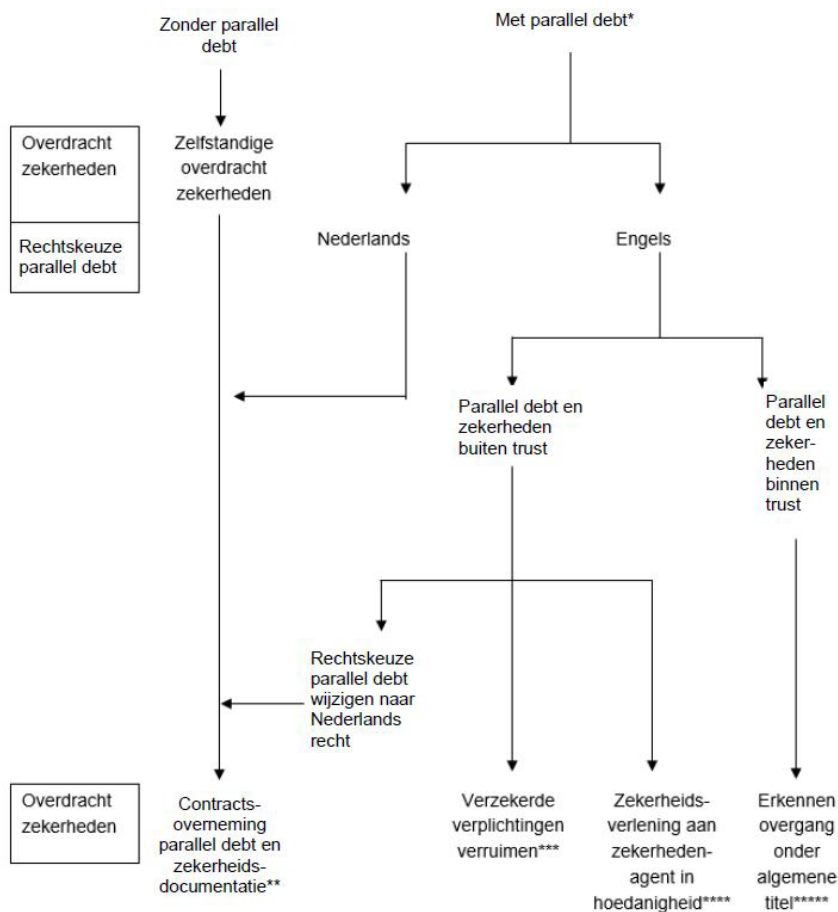 Zonder parallel
debt
Met parallel debt*
Overdracht
zekerheden
Zelfstandige
overdracht
zekerheden
Rechtskeuze
parallel debt
Nederlands
Engels
Parallel debt en
zekerheden
buiten trust
Parallel
debt en
zeker-
heden
binnen
trust
Rechtskeuze
parallel debt
wijzigen naar
Nederlands
recht
Overdracht
zekerheden
Contracts-
overneming
parallel debt en
zekerheids-
documentatie**
Verzekerde
verplichtingen
verruimen***
Zekerheids-
verlening aan
zekerheden-
agent in
hoedanigheid****
Erkennen
overgang
onder
algemene
titel*****